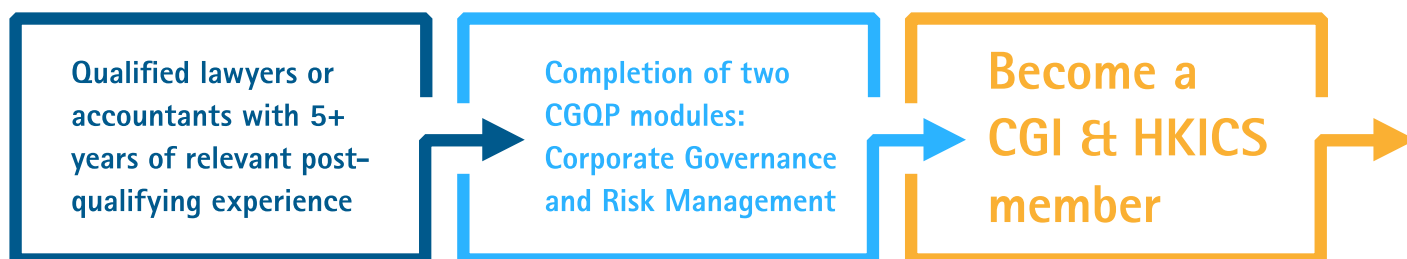 Qualified lawyers or
accountants with 5+
years of relevant post-
qualifying experience
Completion of two
CGQP modules:
Corporate Governance
and Risk Management
Become a
CGI & HKICS
member